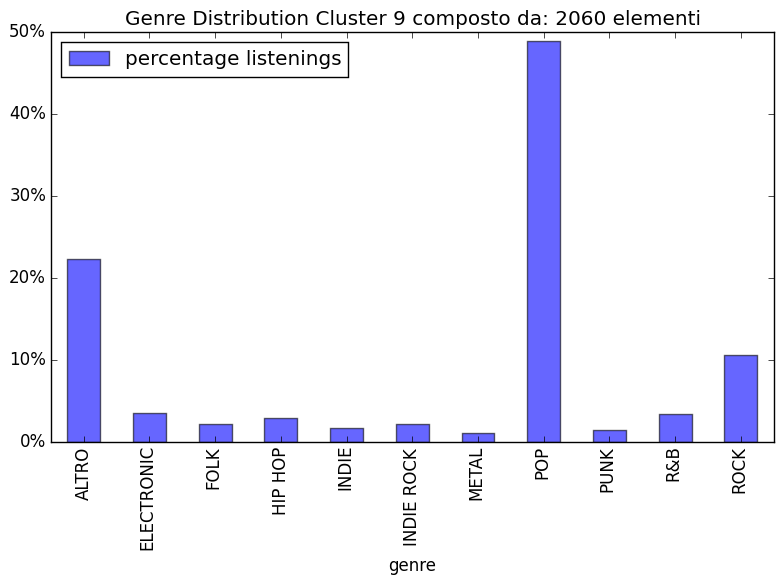 Genre Distribution Cluster 9 composto da: 2060 elementi
percentage listenings
50%
40%
30%
20%
10%
0%
ALTRO
ELECTRONIC
FOLK
HIP HOP
INDIE
INDIE ROCK
METAL
POP
PUNK
R&B
ROCK
genre